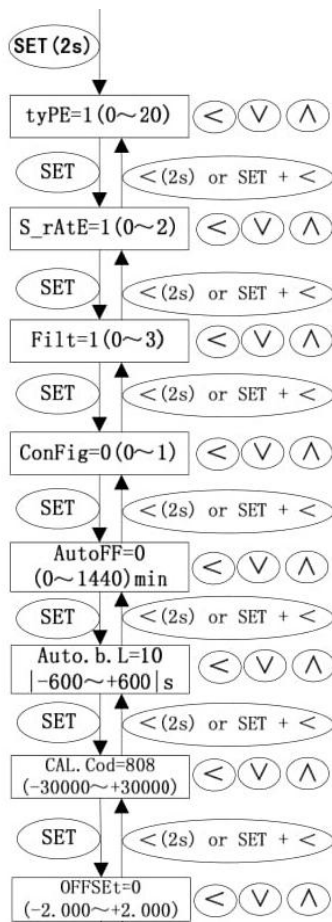 SET(2s)
tyPE=1(0～20) < ∨ ∧
SET <(2s) or SET + <
S_rAtE=1(0～2) < ∨ ∧
SET <(2s) or SET + <
Filt=1(0～3) < ∨ ∧
SET <(2s) or SET + <
ConFig=0(0～1) < ∨ ∧
SET <(2s) or SET + <
AutoFF=0
(0～1440)min < ∨ ∧
SET <(2s) or SET + <
Auto.b.L=10
|-600～+600|s < ∨ ∧
SET <(2s) or SET + <
CAL.Cod=808
(-30000～+30000) < ∨ ∧
SET <(2s) or SET + <
OFFSEt=0
(-2.000～+2.000) < ∨ ∧